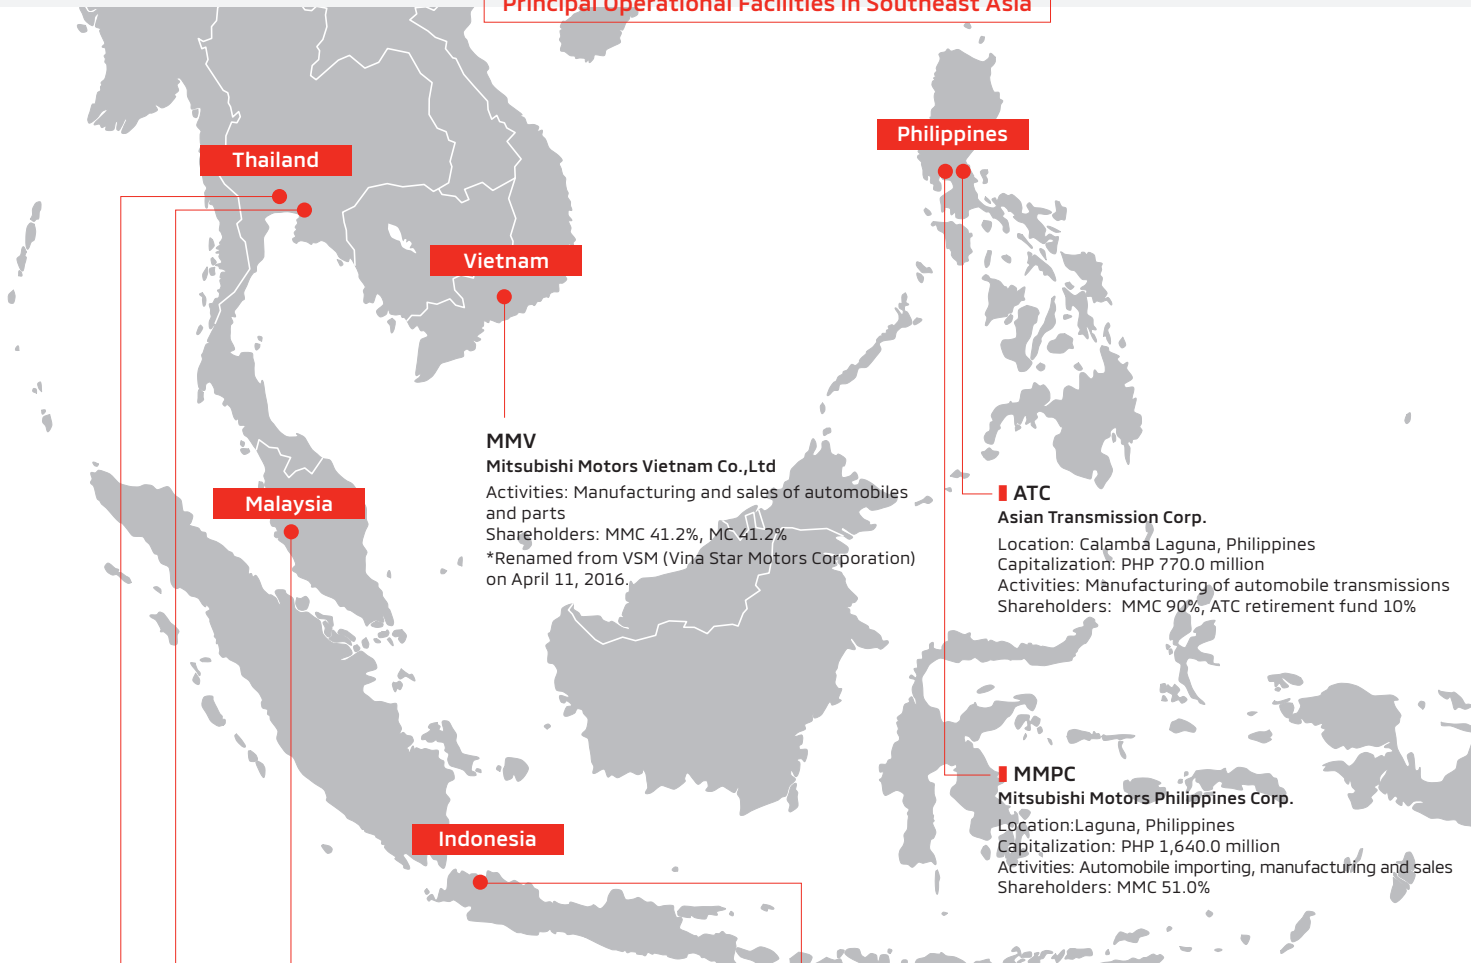 Principal Operational Facilities in Southeast Asia
Philippines
Thailand
Vietnam
MMV
Mitsubishi Motors Vietnam Co.,Ltd
Activities: Manufacturing and sales of automobiles
and parts
Shareholders: MMC 41.2%, MC 41.2%
*Renamed from VSM (Vina Star Motors Corporation)
on April 11, 2016.
Malaysia
ATC
Asian Transmission Corp.
Location: Calamba Laguna, Philippines
Capitalization: PHP 770.0 million
Activities: Manufacturing of automobile transmissions
Shareholders: MMC 90%, ATC retirement fund 10%
MMPC
Mitsubishi Motors Philippines Corp.
Location:Laguna, Philippines
Capitalization: PHP 1,640.0 million
Activities: Automobile importing, manufacturing and sales
Shareholders: MMC 51.0%
Indonesia